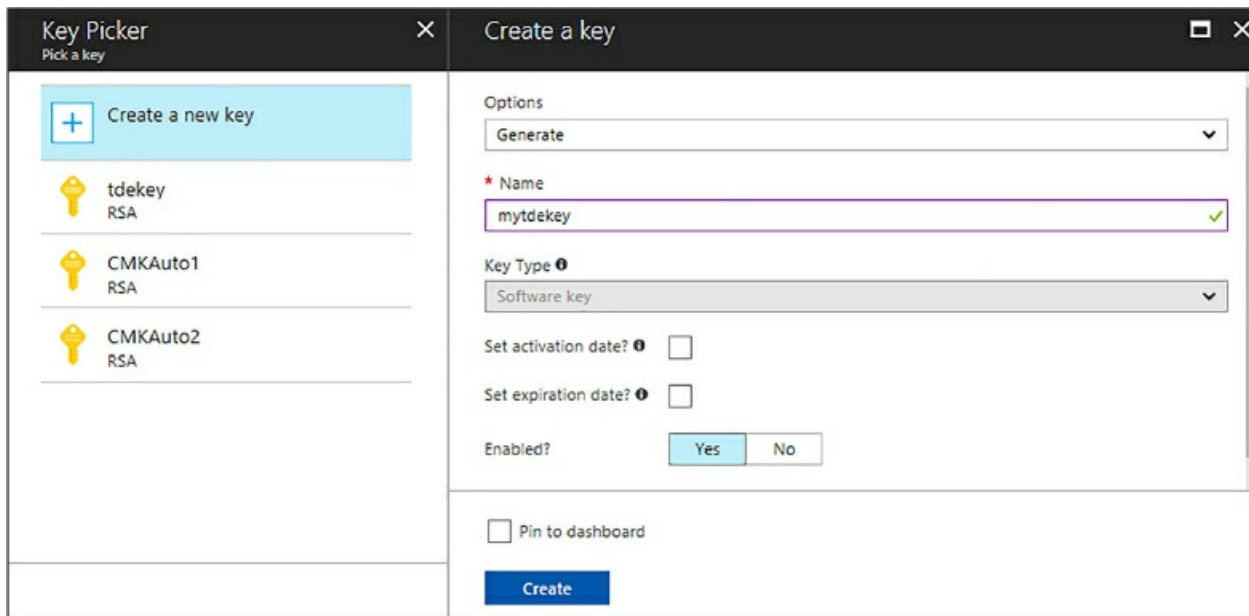 Key Picker
Pick a key
Create a new key
tdekey
RSA
CMKAuto1
RSA
CMKAuto2
RSA
Create a key
Options
Generate
* Name
mytdekey
Key Type
Software key
Set activation date?
Set expiration date?
Enabled? Yes No
Pin to dashboard
Create